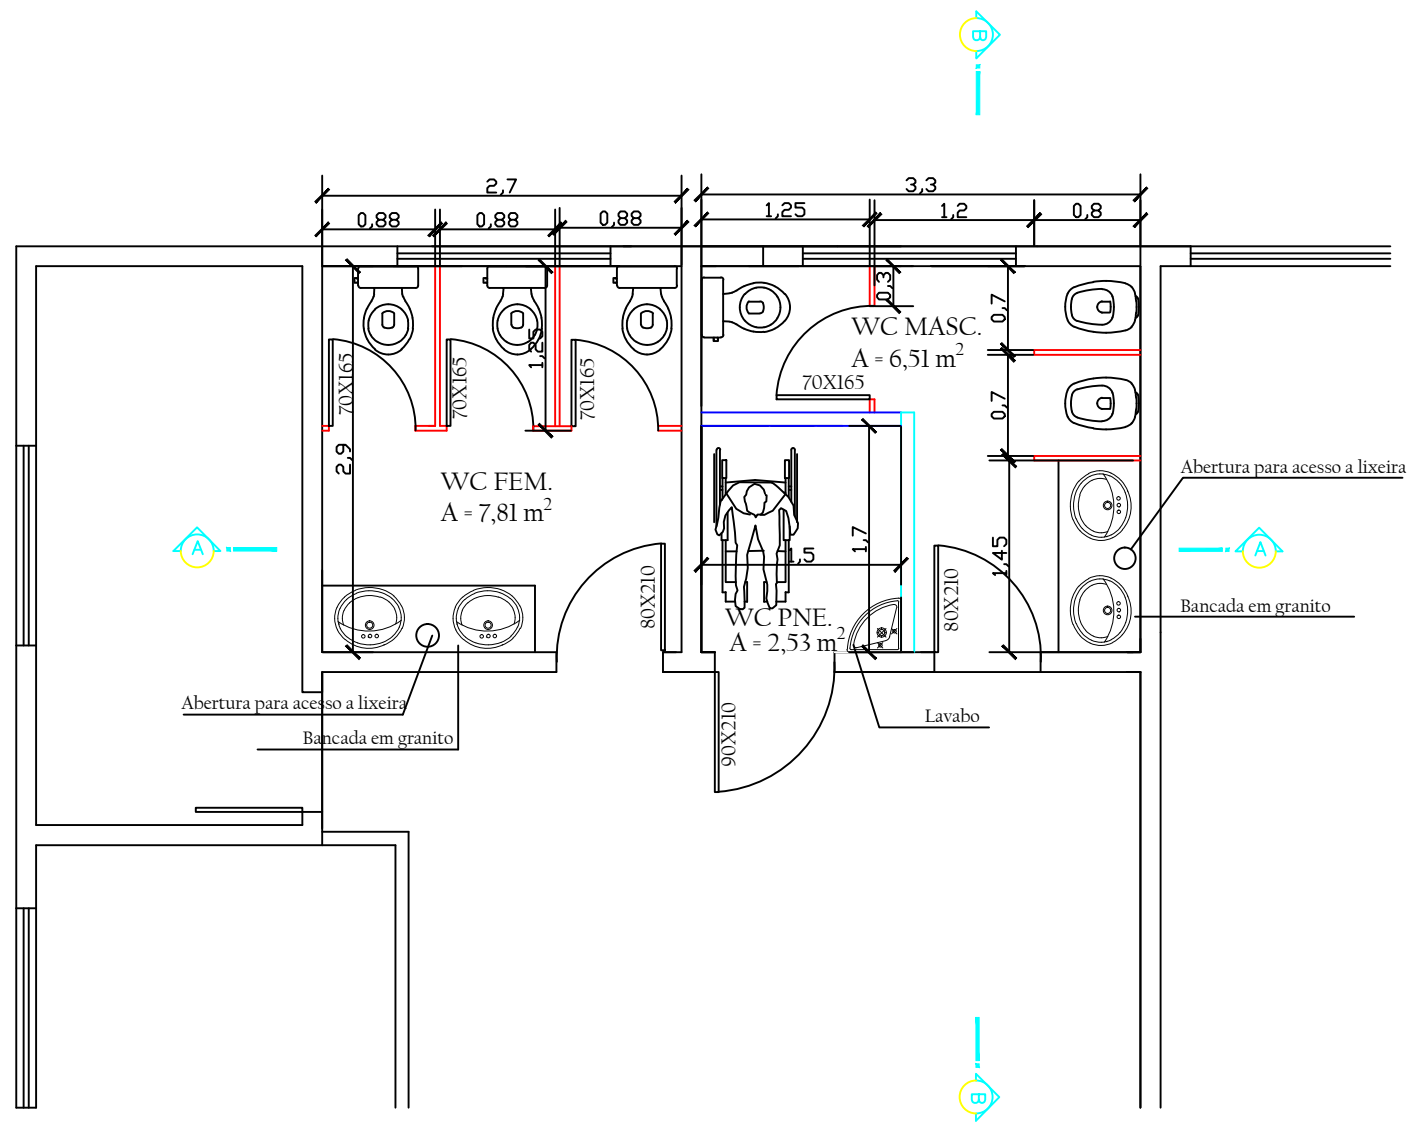 B
2,7
3,3
0,88
0,88
0,88
1,25
1,2
0,8
0,3
0,7
WC MASC.
A = 6,51 m2
1,25
70X165
70X165
70X165
70X165
0,7
2,9
WC FEM.
A = 7,81 m2
Abertura para acesso a lixeira
A
1,7
1,5
1,45
A
80X210
80X210
WC PNE.
A = 2,53 m2
Bancada em granito
Abertura para acesso a lixeira
Bancada em granito
90X210
Lavabo
B